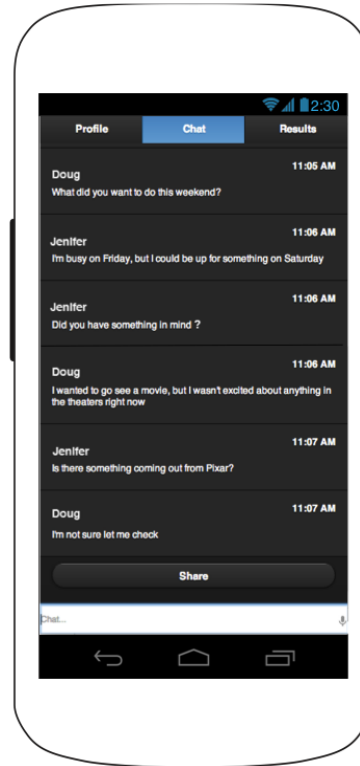 2:30
Profile Chat Results
Doug 11:05 AM
What did you want to do this weekend?
Jenifer 11:06 AM
I'm busy on Friday, but I could be up for something on Saturday
Jenifer 11:06 AM
Did you have something in mind ?
Doug 11:06 AM
I wanted to go see a movie, but I wasn't excited about anything in
the theaters right now
Jenifer 11:07 AM
Is there something coming out from Pixar?
Doug 11:07 AM
I'm not sure let me check
Share
Chat...